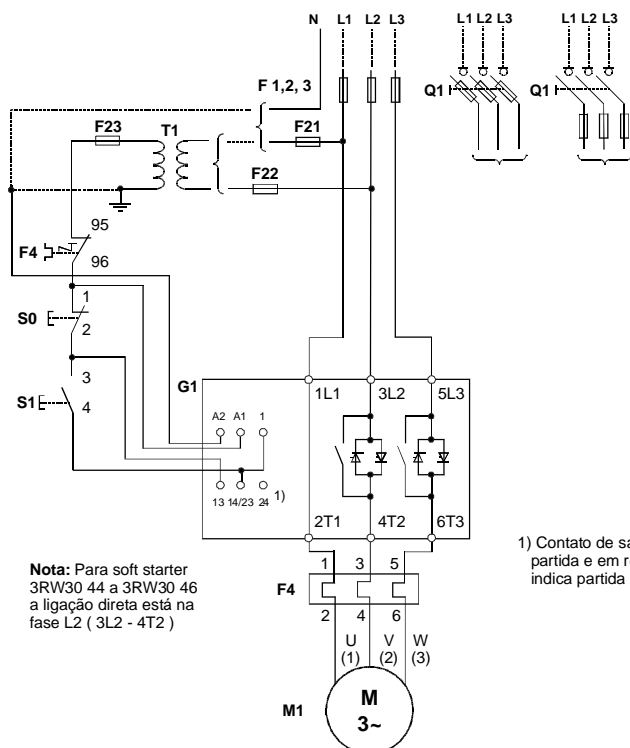 N L1 L2 L3
L1 L2 L3
L1 L2 L3
Q1
Q1
F 1,2, 3
F23
T1
F21
F22
95
F4
96
1
S0
2
3
S1
4
G1
1L1 3L2 5L3
A2 A1 1
13 14/23 24 1)
2T1 4T2 6T3
Nota: Para soft starter
3RW30 44 a 3RW30 46
a ligação direta está na
fase L2 ( 3L2 - 4T2 )
1) Contato de
partida e em
indica partida
1 3 5
F4
2 4 6
U V W
(1) (2) (3)
M1
M
3~